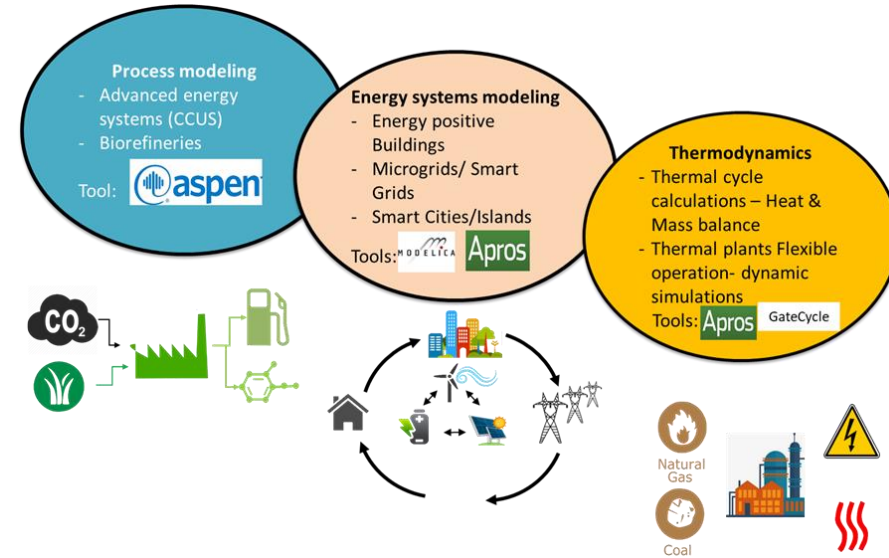 Process modeling
- Advanced energy
systems (CCUS)
- Biorefineries
Tool:
aspen
Energy systems modeling
- Energy positive
Buildings
- Microgrids/ Smart
Grids
- Smart Cities/Islands
Tools:
MODELICA
Apros
Thermodynamics
- Thermal cycle
calculations – Heat &
Mass balance
- Thermal plants Flexible
operation- dynamic
simulations
Tools:
Apros
GateCycle
CO2
Natural
Gas
Coal